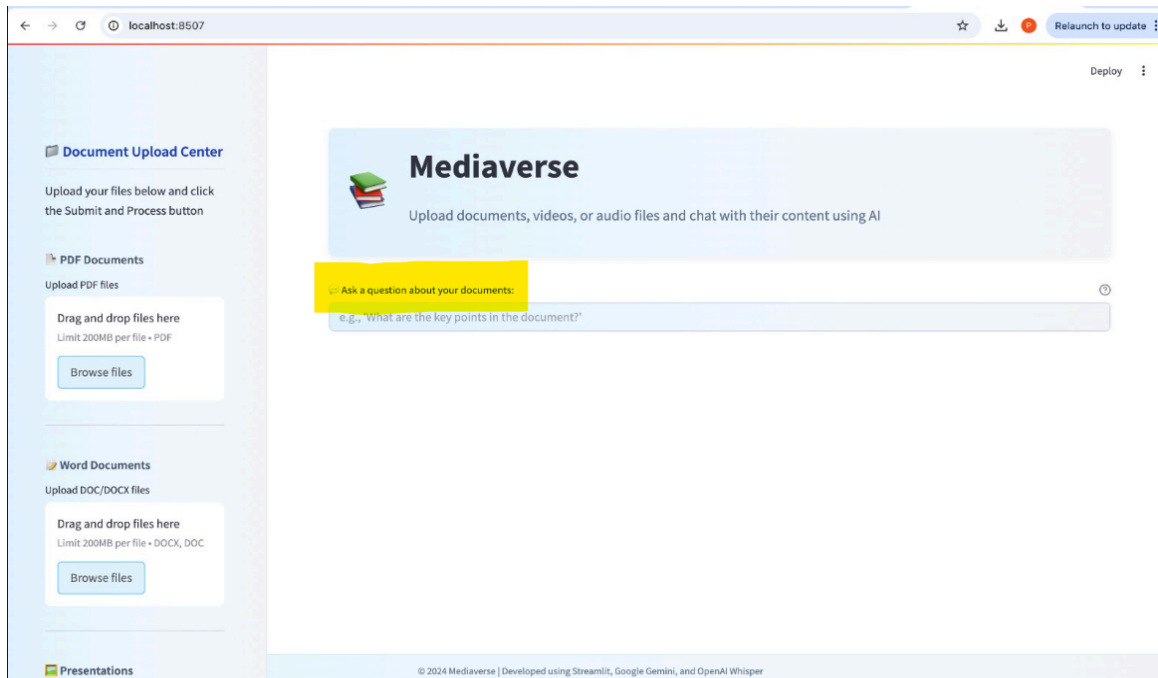 localhost:8507
Relaunch to update
Deploy
Document Upload Center
Upload your files below and click
the Submit and Process button
PDF Documents
Upload PDF files
Drag and drop files here
Limit 200MB per file • PDF
Browse files
Word Documents
Upload DOC/DOCX files
Drag and drop files here
Limit 200MB per file • DOCX, DOC
Browse files
Presentations
Mediaverse
Upload documents, videos, or audio files and chat with their content using AI
Ask a question about your documents:
e.g., 'What are the key points in the document?'
© 2024 Mediaverse | Developed using Streamlit, Google Gemini, and OpenAI Whisper